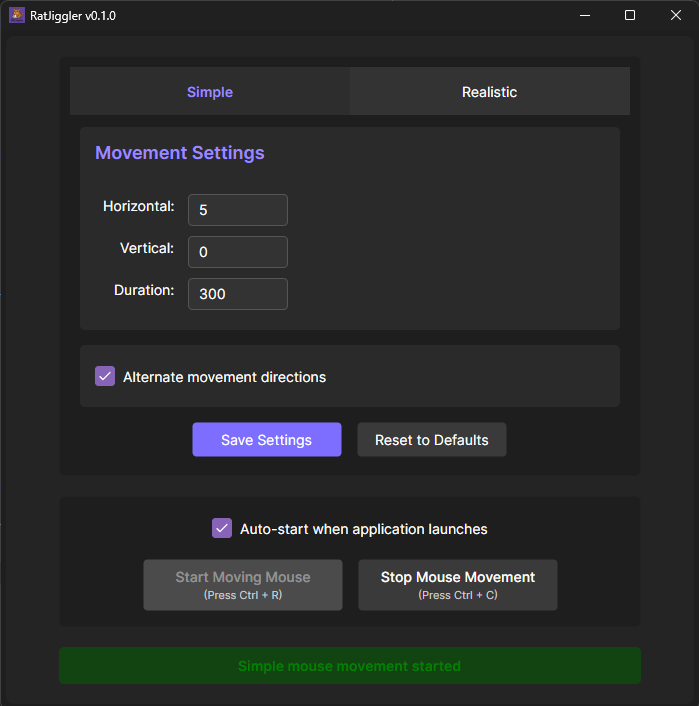 RatJiggler v0.1.0
Simple Realistic
Movement Settings
Horizontal: 5
Vertical: 0
Duration: 300
Alternate movement directions
Save Settings Reset to Defaults
Auto-start when application launches
Start Moving Mouse Stop Mouse Movement
(Press Ctrl + R) (Press Ctrl + C)
Simple mouse movement started